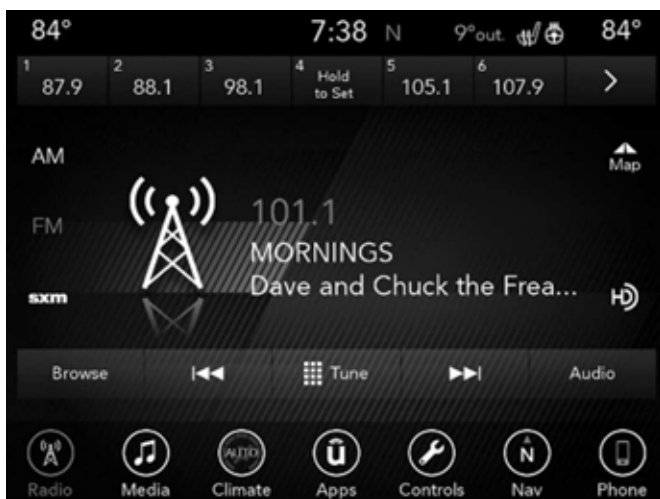 84° 7:38 N 9°out. 84°
1 87.9 2 88.1 3 98.1 4 Hold to Set 5 105.1 6 107.9 >
AM
Map
FM
101.1
MORNINGS
Dave and Chuck the Frea...
sxm
HD
Browse Tune Audio
AUTO û N
Radio Media Climate Apps Controls Nav Phone